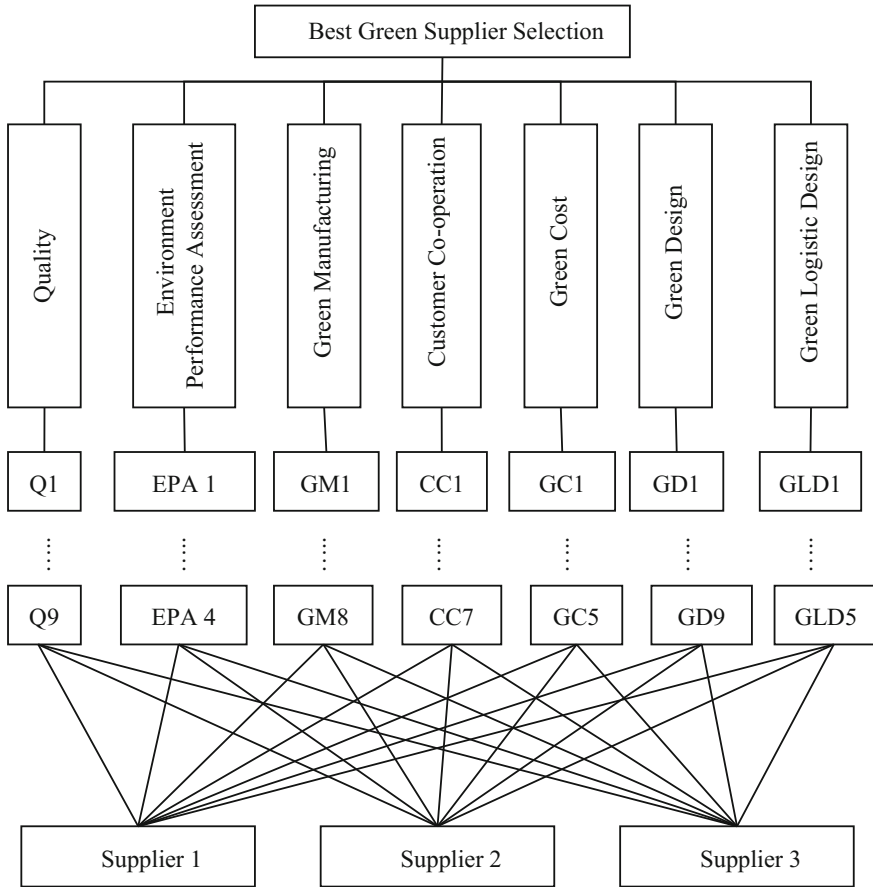 Best Green Supplier Selection
Quality
Environment
Performance Assessment
Green Manufacturing
Customer Co-operation
Green Cost
Green Design
Green Logistic Design
Q1
EPA 1
GM1
CC1
GC1
GD1
GLD1
Q9
EPA 4
GM8
CC7
GC5
GD9
GLD5
Supplier 1
Supplier 2
Supplier 3